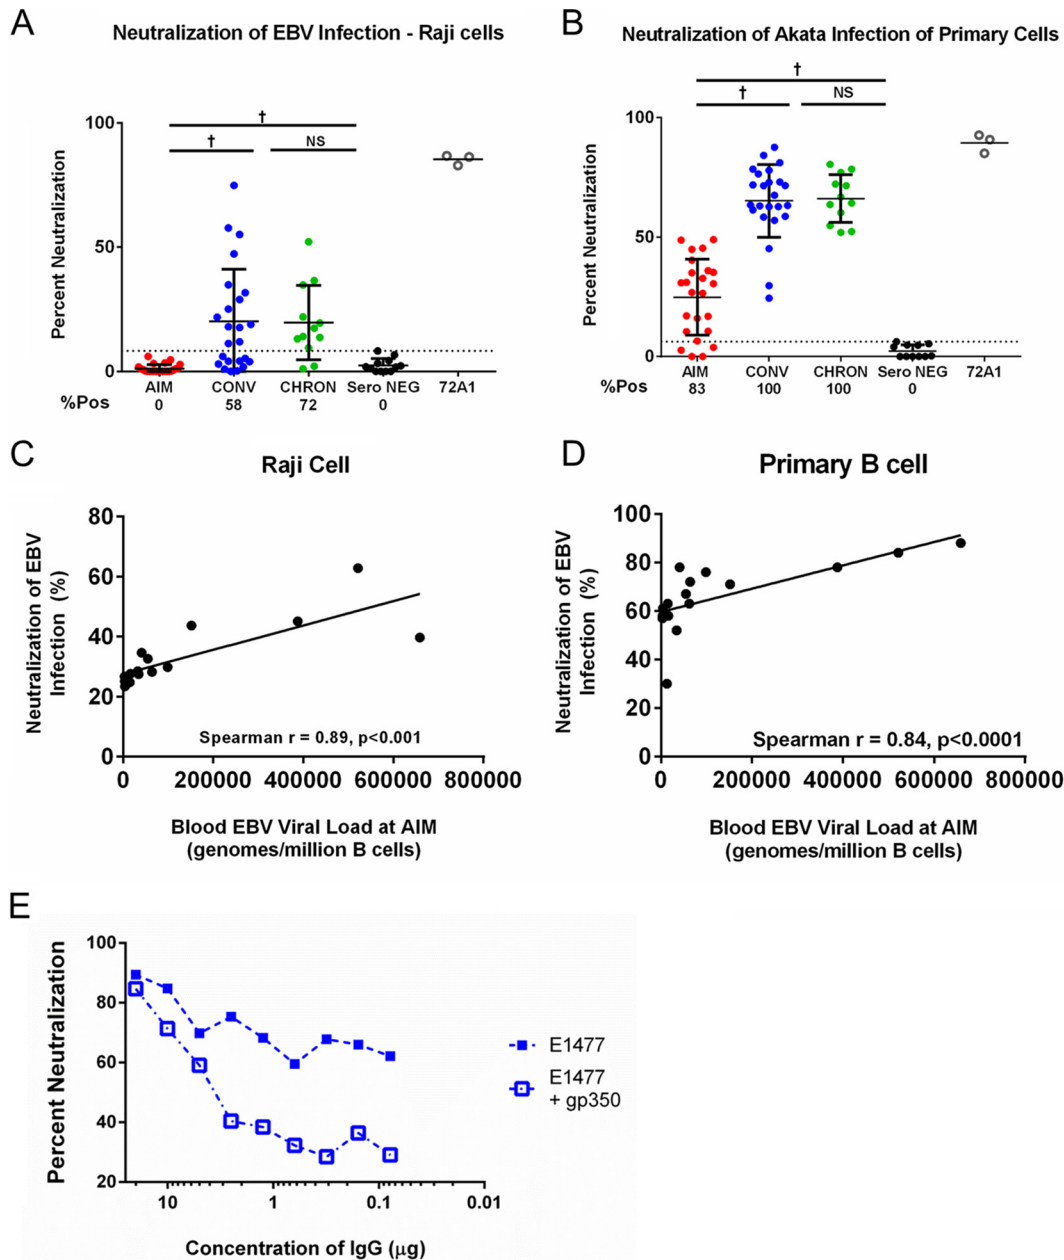 A
Neutralization of EBV Infection - Raji cells
†
†
NS
Percent Neutralization
100
50
0
AIM CONV CHRON Sero NEG 72A1
%Pos 0 58 72 0
B
Neutralization of Akata Infection of Primary Cells
†
†
NS
Percent Neutralization
100
50
0
AIM CONV CHRON Sero NEG 72A1
%Pos 83 100 100 0
C
Raji Cell
Neutralization of EBV
Infection (%)
80
60
40
20
0
Spearman r = 0.89, p<0.001
0 200000 400000 600000 800000
Blood EBV Viral Load at AIM
(genomes/million B cells)
D
Primary B cell
Neutralization of EBV
Infection (%)
100
80
60
40
20
0
Spearman r = 0.84, p<0.0001
0 200000 400000 600000 800000
Blood EBV Viral Load at AIM
(genomes/million B cells)
E
Percent Neutralization
100
80
60
40
20
10 1 0.1 0.01
Concentration of IgG (μg)
E1477
E1477
+ gp350